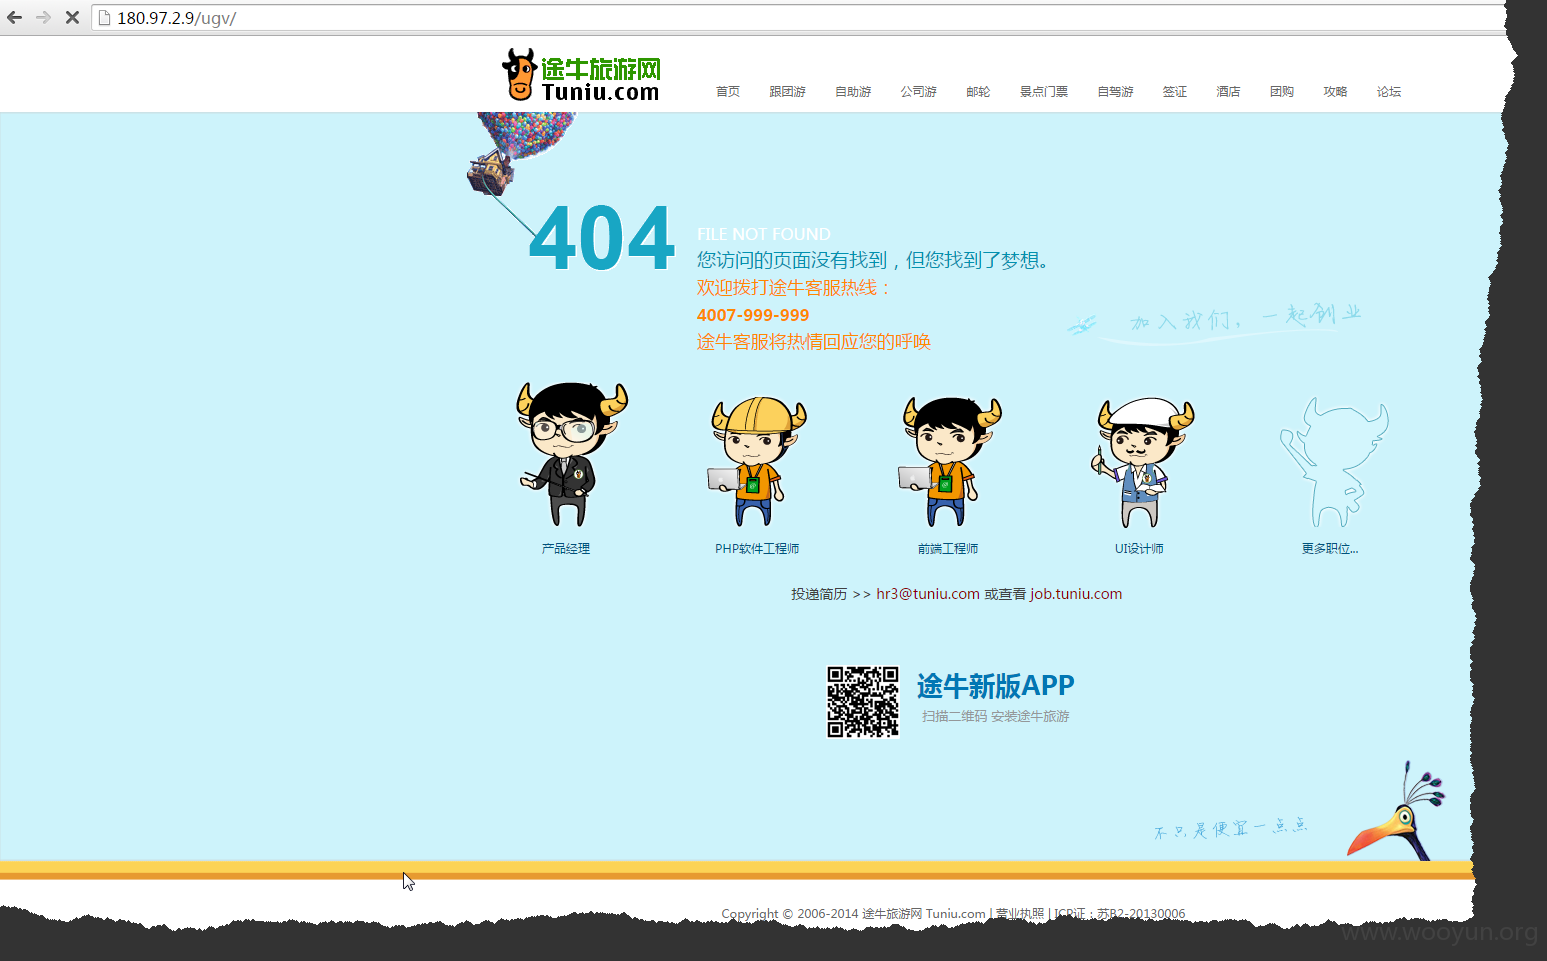 180.97.2.9/ugv/
途牛旅游网
Tuniu.com
首页 跟团游 自助游 公司游 邮轮 景点门票 自驾游 签证 酒店 团购 攻略 论坛
404
FILE NOT FOUND
您访问的页面没有找到，但您找到了梦想。
欢迎拨打途牛客服热线：
4007-999-999
途牛客服将热情回应您的呼唤
加入我们，一起创业
产品经理 PHP软件工程师 前端工程师 UI设计师 更多职位...
投递简历 >> hr3@tuniu.com 或查看 job.tuniu.com
途牛新版APP
扫描二维码 安装途牛旅游
不只是便宜一点点
Copyright © 2006-2014 途牛旅游网 Tuniu.com | 营业执照 | ICP证：苏B2-20130006
www.wooyun.org